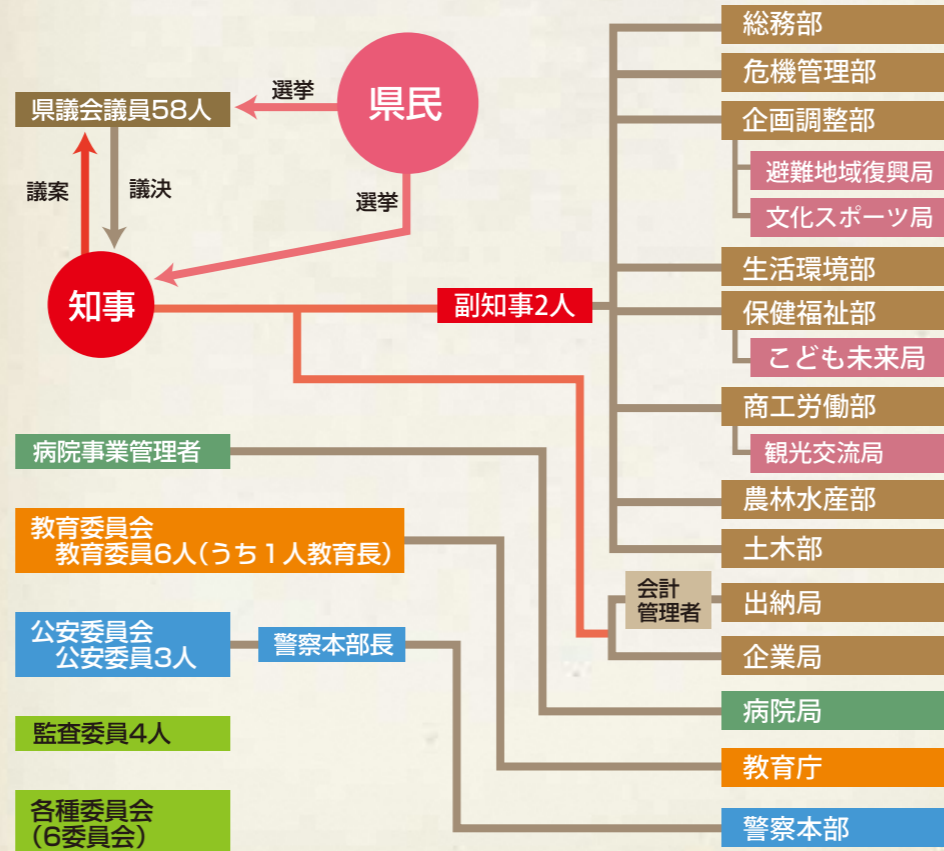 県民
選挙
県議会議員58人
議案
議決
選挙
知事
副知事2人
病院事業管理者
教育委員会
教育委員6人(うち1人教育長)
公安委員会
公安委員3人
警察本部長
監査委員4人
各種委員会
(6委員会)
総務部
危機管理部
企画調整部
避難地域復興局
文化スポーツ局
生活環境部
保健福祉部
こども未来局
商工労働部
観光交流局
農林水産部
土木部
会計
管理者
出納局
企業局
病院局
教育庁
警察本部